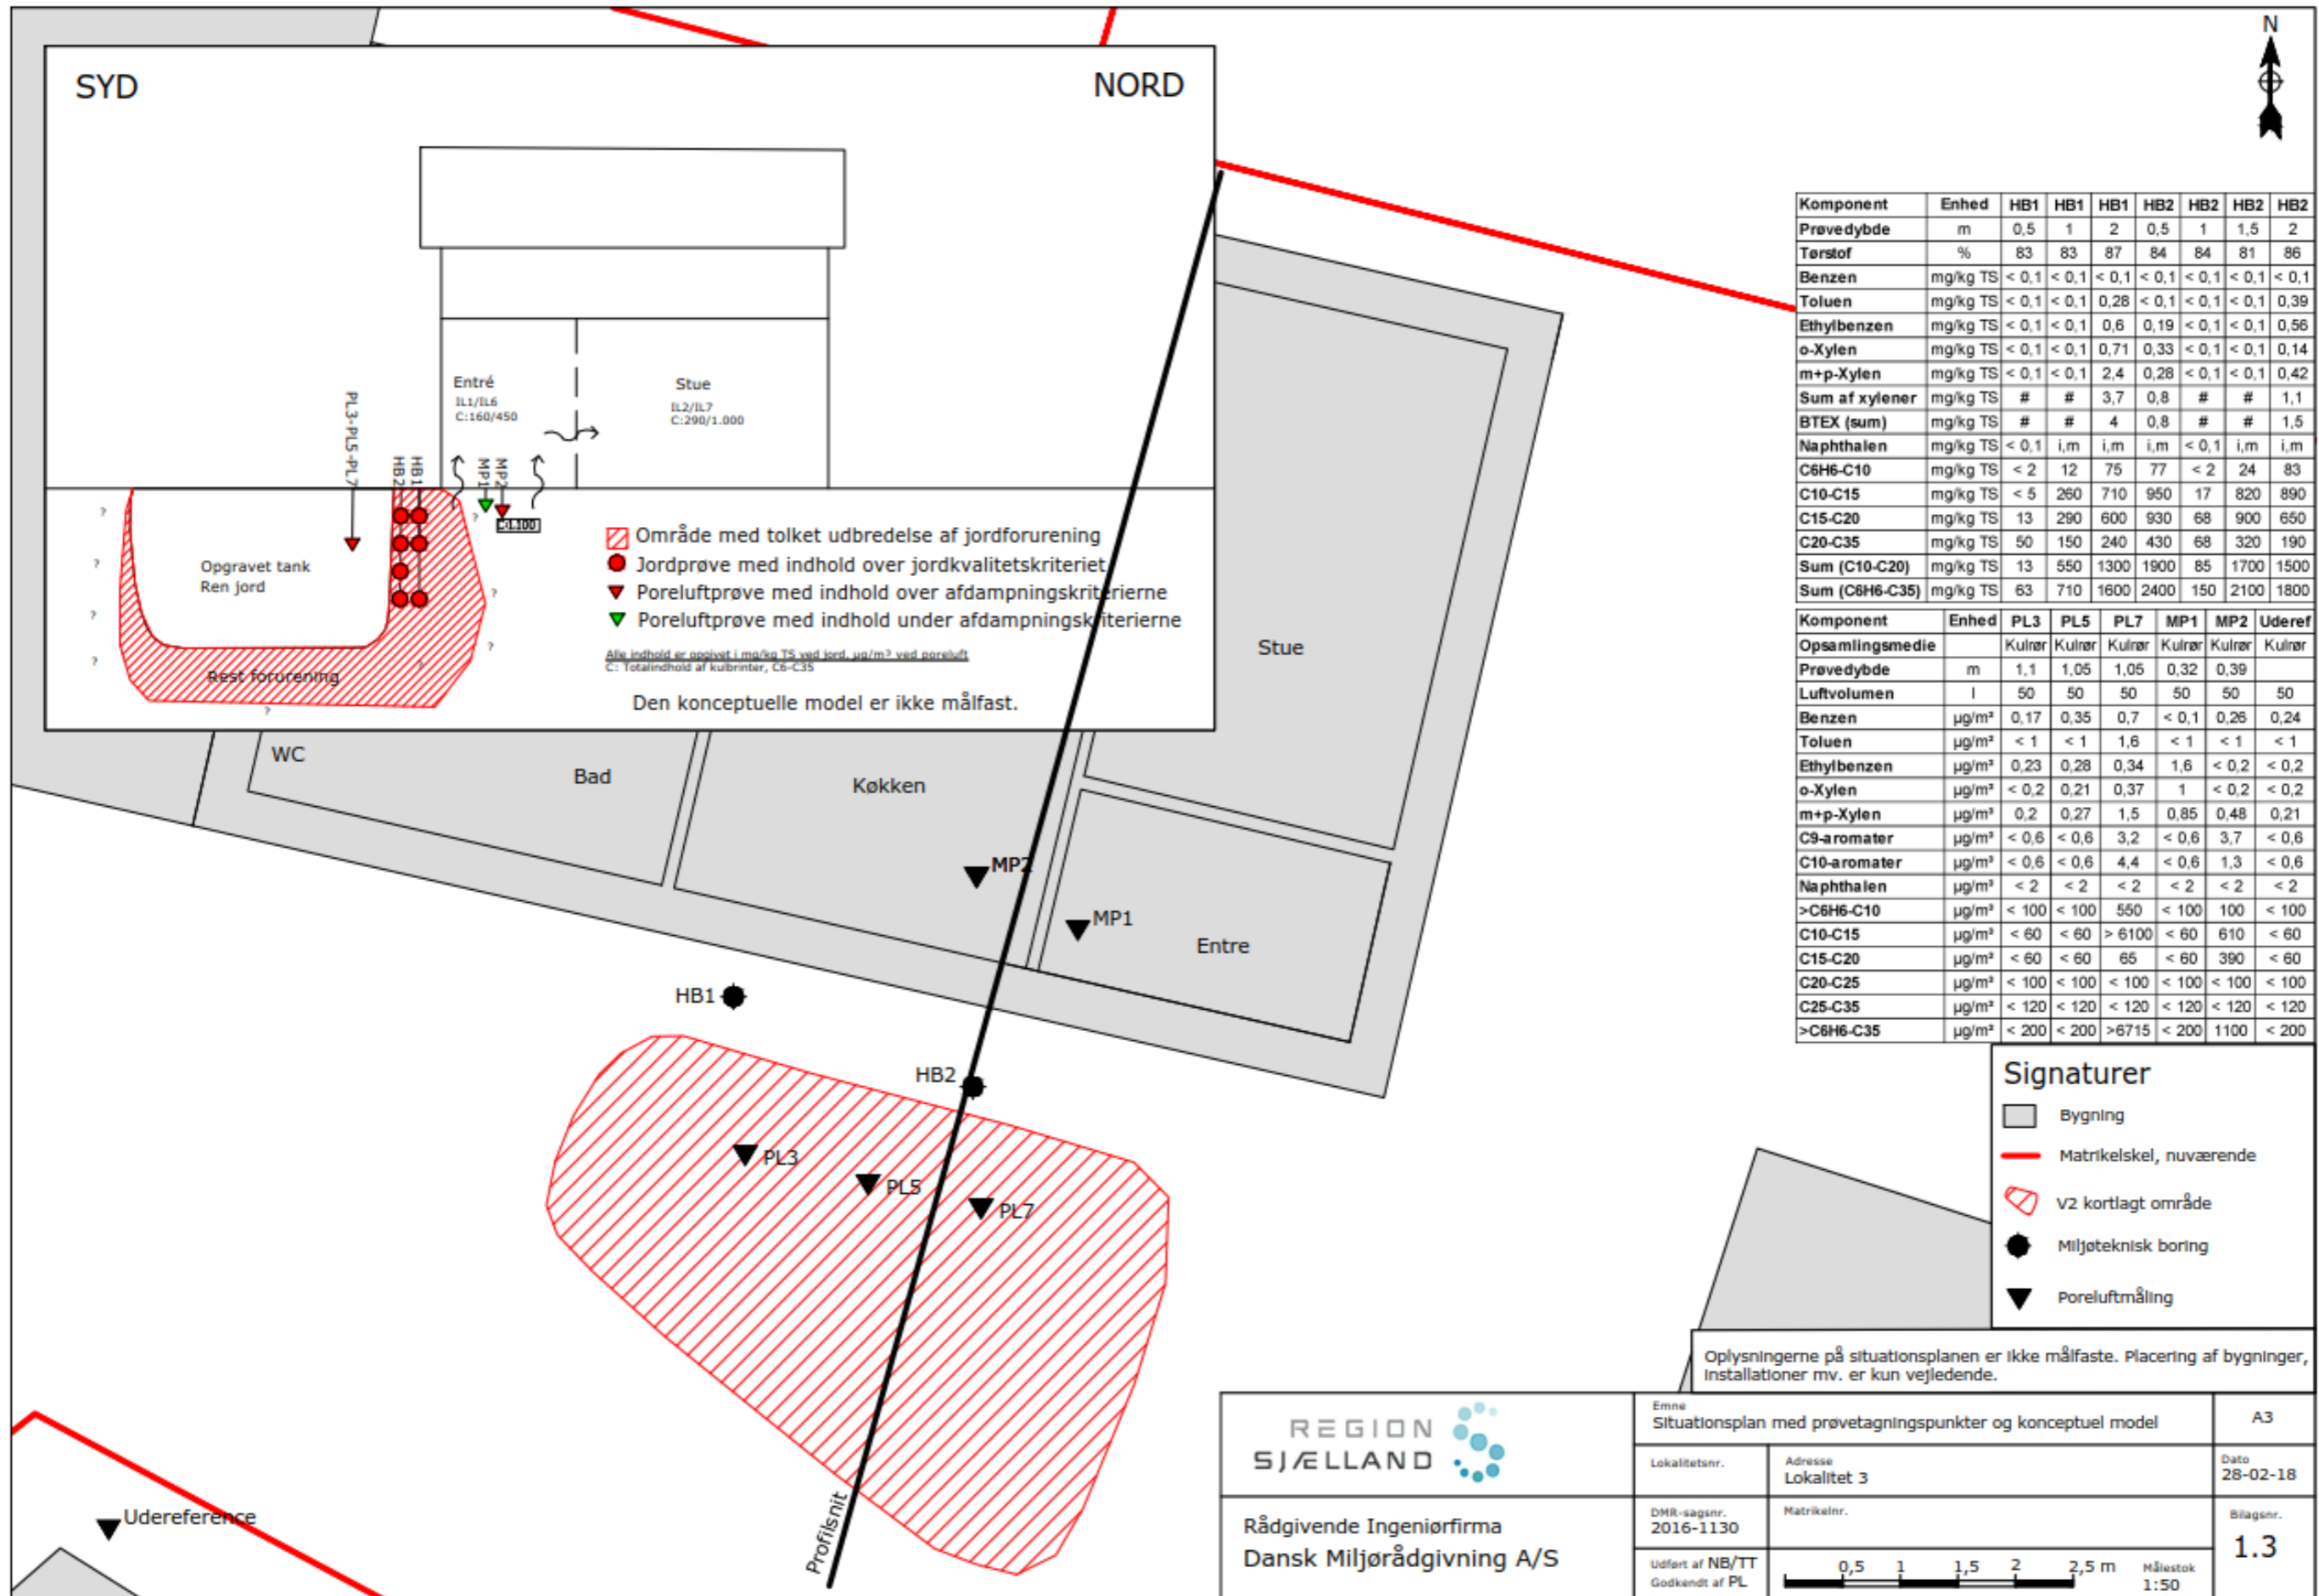 SYD
NORD
N
Entré
IL1/IL6
C:160/450
Stue
IL2/IL7
C:290/1.000
PL3-PL5-PL7
HB2
HB1
MP1
MP2
C:1.100
?
?
?
?
?
?
?
?
?
?
Opgravet tank
Ren jord
Rest forurening
Område med tolket udbredelse af jordforurening
Jordprøve med indhold over jordkvalitetskriteriet
Poreluftprøve med indhold over afdampningskriterierne
Poreluftprøve med indhold under afdampningskriterierne
Alle indhold er opgivet i mg/kg TS ved jord, µg/m³ ved poreluft
C: Totalindhold af kulbrinter, C6-C35
Den konceptuelle model er ikke målfast.
Komponent Enhed HB1 HB1 HB1 HB2 HB2 HB2 HB2
Prøvedybde m 0,5 1 2 0,5 1 1,5 2
Tørstof % 83 83 87 84 84 81 86
Benzen mg/kg TS < 0,1 < 0,1 < 0,1 < 0,1 < 0,1 < 0,1 < 0,1
Toluen mg/kg TS < 0,1 < 0,1 0,28 < 0,1 < 0,1 < 0,1 0,39
Ethylbenzen mg/kg TS < 0,1 < 0,1 0,6 0,19 < 0,1 < 0,1 0,56
o-Xylen mg/kg TS < 0,1 < 0,1 0,71 0,33 < 0,1 < 0,1 0,14
m+p-Xylen mg/kg TS < 0,1 < 0,1 2,4 0,28 < 0,1 < 0,1 0,42
Sum af xylener mg/kg TS # # 3,7 0,8 # # 1,1
BTEX (sum) mg/kg TS # # 4 0,8 # # 1,5
Naphthalen mg/kg TS < 0,1 i,m i,m i,m < 0,1 i,m i,m
C6H6-C10 mg/kg TS < 2 12 75 77 < 2 24 83
C10-C15 mg/kg TS < 5 260 710 950 17 820 890
C15-C20 mg/kg TS 13 290 600 930 68 900 650
C20-C35 mg/kg TS 50 150 240 430 68 320 190
Sum (C10-C20) mg/kg TS 13 550 1300 1900 85 1700 1500
Sum (C6H6-C35) mg/kg TS 63 710 1600 2400 150 2100 1800
Komponent Enhed PL3 PL5 PL7 MP1 MP2 Uderef
Opsamlingsmedie Kulrør Kulrør Kulrør Kulrør Kulrør Kulrør
Prøvedybde m 1,1 1,05 1,05 0,32 0,39
Luftvolumen l 50 50 50 50 50 50
Benzen µg/m³ 0,17 0,35 0,7 < 0,1 0,26 0,24
Toluen µg/m³ < 1 < 1 1,6 < 1 < 1 < 1
Ethylbenzen µg/m³ 0,23 0,28 0,34 1,6 < 0,2 < 0,2
o-Xylen µg/m³ < 0,2 0,21 0,37 1 < 0,2 < 0,2
m+p-Xylen µg/m³ 0,2 0,27 1,5 0,85 0,48 0,21
C9-aromater µg/m³ < 0,6 < 0,6 3,2 < 0,6 3,7 < 0,6
C10-aromater µg/m³ < 0,6 < 0,6 4,4 < 0,6 1,3 < 0,6
Naphthalen µg/m³ < 2 < 2 < 2 < 2 < 2 < 2
>C6H6-C10 µg/m³ < 100 < 100 550 < 100 100 < 100
C10-C15 µg/m³ < 60 < 60 > 6100 < 60 610 < 60
C15-C20 µg/m³ < 60 < 60 65 < 60 390 < 60
C20-C25 µg/m³ < 100 < 100 < 100 < 100 < 100 < 100
C25-C35 µg/m³ < 120 < 120 < 120 < 120 < 120 < 120
>C6H6-C35 µg/m³ < 200 < 200 >6715 < 200 1100 < 200
Stue
WC
Bad
Køkken
MP2
MP1
Entre
HB1
HB2
PL3
PL5
PL7
Profilsnit
Udereference
Signaturer
Bygning
Matrikelskel, nuværende
V2 kortlagt område
Miljøteknisk boring
Poreluftmåling
Oplysningerne på situationsplanen er ikke målfaste. Placering af bygninger,
installationer mv. er kun vejledende.
REGION
SJÆLLAND
Rådgivende Ingeniørfirma
Dansk Miljørådgivning A/S
Emne
Situationsplan med prøvetagningspunkter og konceptuel model
A3
Lokalitetsnr.
Adresse
Lokalitet 3
Dato
28-02-18
DMR-sagsnr.
2016-1130
Matrikelnr.
Bilagsnr.
1.3
Udført af NB/TT
Godkendt af PL
0,5 1 1,5 2 2,5 m
Målestok
1:50